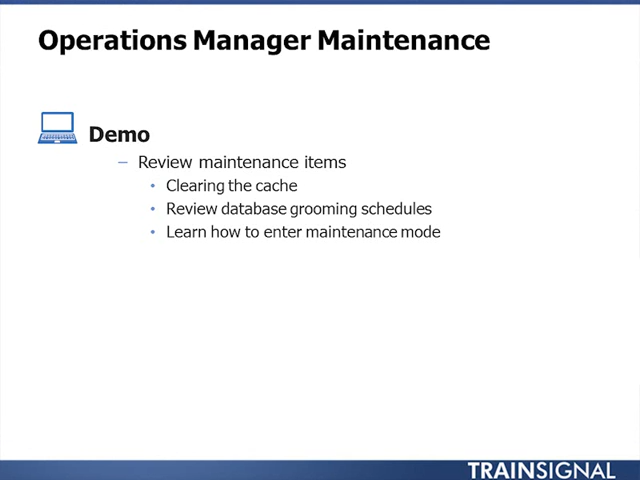 Operations Manager Maintenance
Demo
– Review maintenance items
• Clearing the cache
• Review database grooming schedules
• Learn how to enter maintenance mode
TRAINSIGNAL